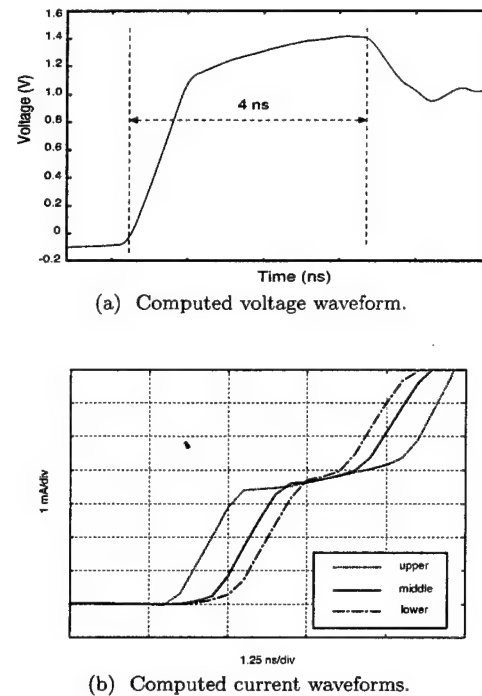 1.6
1.4
1.2
1.0
0.8
0.6
0.4
0.2
0
-0.2
Voltage (V)
4 ns
Time (ns)
(a) Computed voltage waveform.
1 mA/div
upper
middle
lower
1.25 ns/div
(b) Computed current waveforms.